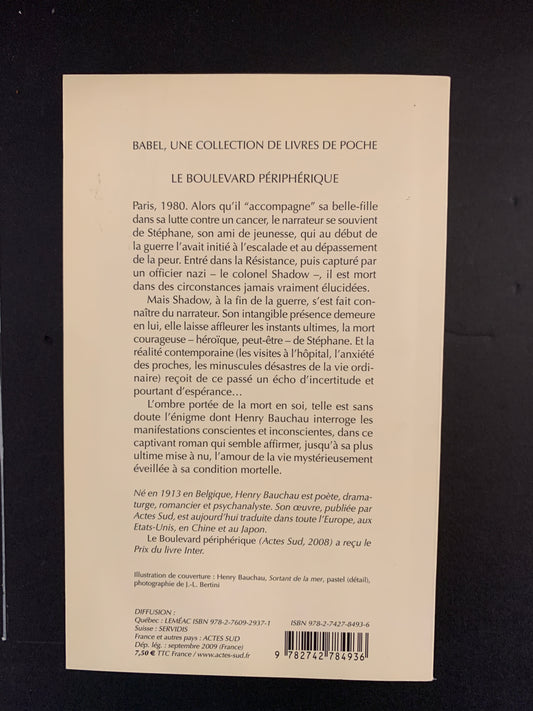 BABEL, UNE COLLECTION DE LIVRES DE POCHE
LE BOULEVARD PÉRIPHÉRIQUE
Paris, 1980. Alors qu'il “accompagne” sa belle-fille
dans sa lutte contre un cancer, le narrateur se souvient
de Stéphane, son ami de jeunesse, qui au début de
la guerre l'avait initié à l'escalade et au dépassement
de la peur. Entré dans la Résistance, puis capturé par
un officier nazi – le colonel Shadow –, il est mort
dans des circonstances jamais vraiment élucidées.
Mais Shadow, à la fin de la guerre, s'est fait con-
naître du narrateur. Son intangible présence demeure
en lui, elle laisse affleurer les instants ultimes, la mort
courageuse – héroïque, peut-être – de Stéphane. Et la
réalité contemporaine (les visites à l'hôpital, l'anxiété
des proches, les minuscules désastres de la vie ordi-
naire) reçoit de ce passé un écho d'incertitude et
pourtant d'espérance…
L'ombre portée de la mort en soi, telle est sans
doute l'énigme dont Henry Bauchau interroge les
manifestations conscientes et inconscientes, dans ce
captivant roman qui semble affirmer, jusqu'à sa plus
ultime mise à nu, l'amour de la vie mystérieusement
éveillée à sa condition mortelle.
Né en 1913 en Belgique, Henry Bauchau est poète, drama-
turge, romancier et psychanalyste. Son œuvre, publiée par
Actes Sud, est aujourd'hui traduite dans toute l'Europe, aux
Etats-Unis, en Chine et au Japon.
Le Boulevard périphérique (Actes Sud, 2008) a reçu le
Prix du livre Inter.
Illustration de couverture : Henry Bauchau, Sortant de la mer, pastel (détail),
photographie de J.-L. Bertini
DIFFUSION :
Québec : LEMÉAC ISBN 978-2-7609-2937-1
Suisse : SERVIDIS
France et autres pays : ACTES SUD
Dép. lég. : septembre 2009 (France)
7,50 € TTC France / www.actes-sud.fr
ISBN 978-2-7427-8493-6
9 782742 784936